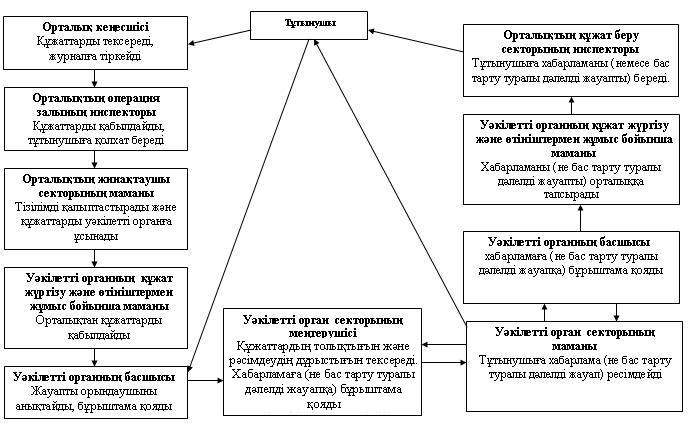 Тұтынушы
Орталық кеңесшісі
Құжаттарды тексереді,
журналға тіркейді
Орталықтың операция
залының инспекторы
Құжаттарды қабылдайды,
тұтынушыға қолхат береді
Орталықтың жинақтаушы
секторының маманы
Тізілімді қалыптастырады және
құжаттарды уәкілетті органға
ұсынады
Уәкілетті органның құжат
жүргізу және өтініштермен
жұмыс бойынша маманы
Орталықтан құжаттарды
қабылдайды
Уәкілетті органның басшысы
Жауапты орындаушыны
анықтайды, бұрыштама қояды
Уәкілетті орган секторының
меңгерушісі
Құжаттардың толықтығын және
рәсімдеудің дұрыстығын тексереді.
Хабарламаға (не бас тарту туралы
дәлелді жауапқа) бұрыштама
қояды
Уәкілетті орган секторының
маманы
Тұтынушыға хабарлама (не бас тарту
туралы дәлелді жауап) ресімдейді
Уәкілетті органның басшысы
хабарламаға (не бас тарту туралы
дәлелді жауапқа) бұрыштама қояды
Уәкілетті органның құжат жүргізу
және өтініштермен жұмыс бойынша
маманы
Хабарламаны (не бас тарту туралы
дәлелді жауапты) орталыққа
тапсырады
Орталықтың құжат беру
секторының инспекторы
Тұтынушыға хабарламаны (немесе бас
тарту туралы дәлелді жауапты) береді.